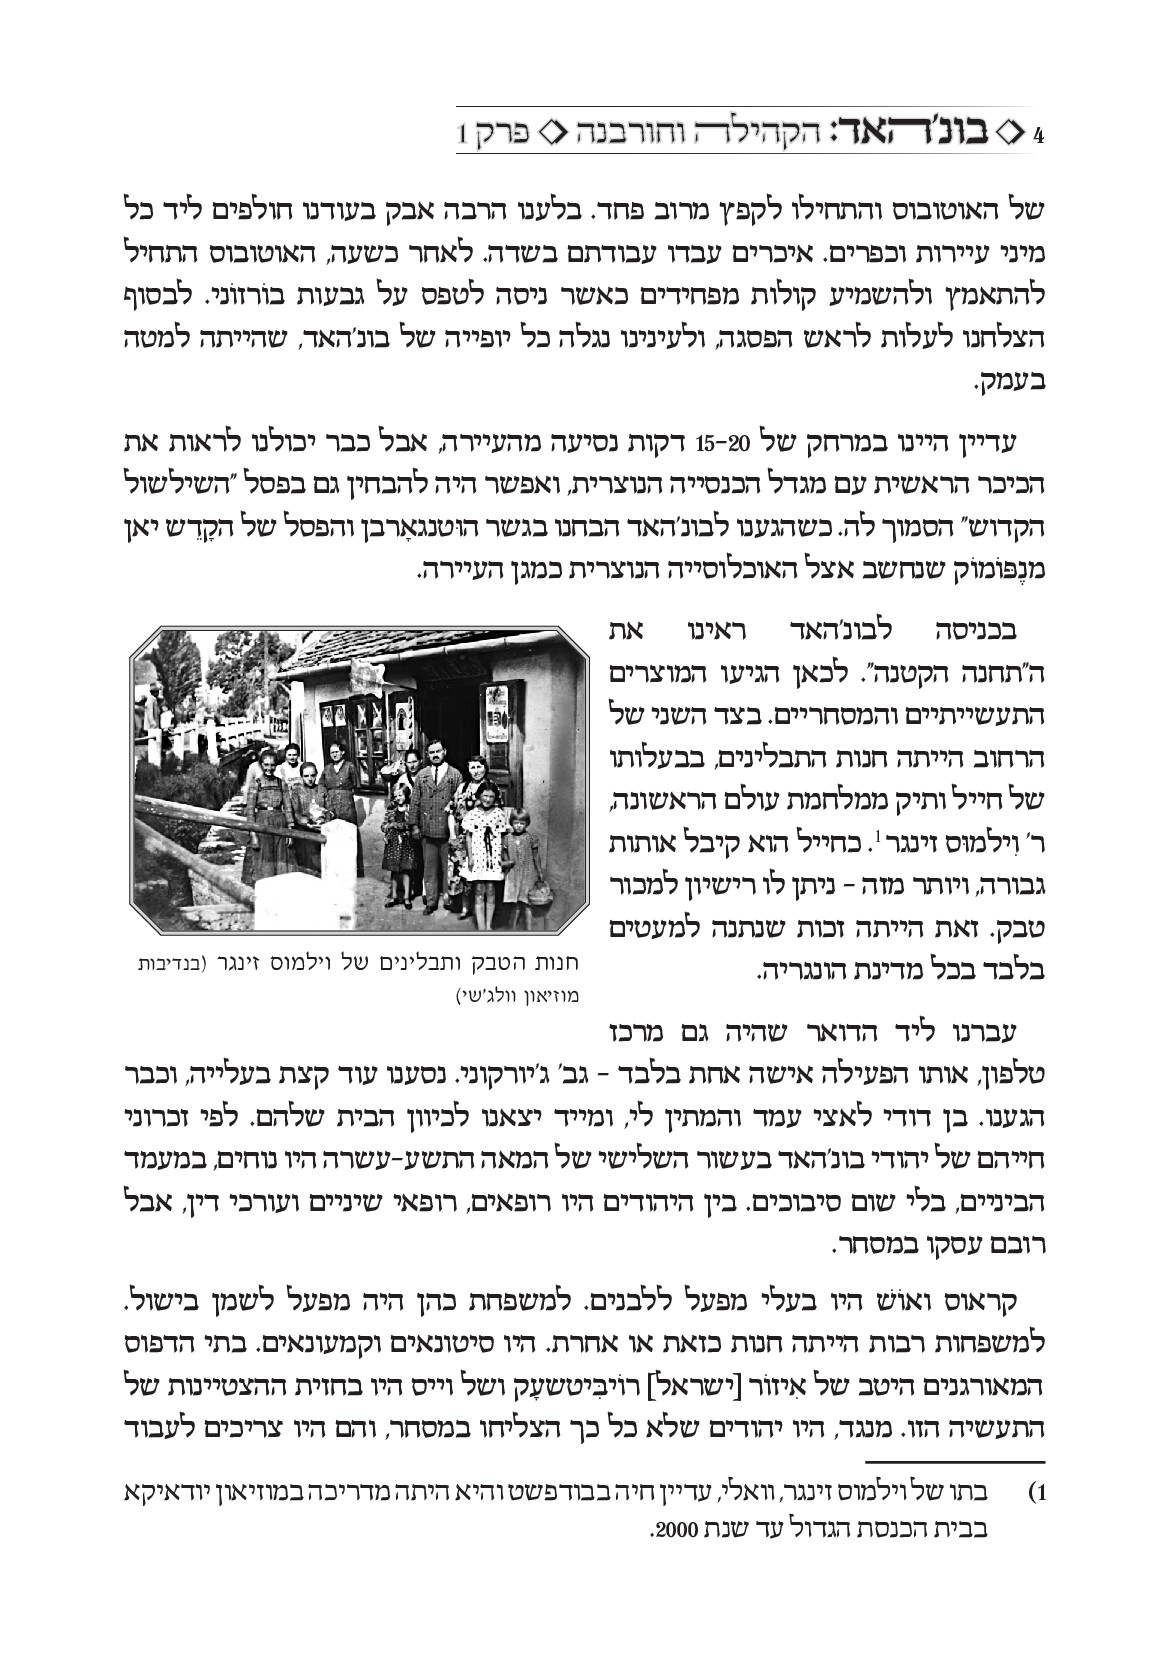 4 ◇ בונ'האד: הקהילה וחורבנה ◇ פרק 1
של האוטובוס והתחילו לקפץ מרוב פחד. בלענו הרבה אבק בעודנו חולפים ליד כל
מיני עיירות וכפרים. איכרים עבדו עבודתם בשדה. לאחר כשעה, האוטובוס התחיל
להתאמץ ולהשמיע קולות מפחידים כאשר ניסה לטפס על גבעות בוֹרזוֹני. לבסוף
הצלחנו לעלות לראש הפסגה, ולעינינו נגלה כל יופייה של בונ'האד, שהייתה למטה
בעמק.
עדיין היינו במרחק של 15-20 דקות נסיעה מהעיירה, אבל כבר יכולנו לראות את
הכיכר הראשית עם מגדל הכנסייה הנוצרית, ואפשר היה להבחין גם בפסל "השילשול
הקדוש" הסמוך לה. כשהגענו לבונ'האד הבחנו בגשר הוּטנגאָרבן והפסל של הקָדֵש יאן
מנֶפּוֹמוֹק שנחשב אצל האוכלוסייה הנוצרית כמגן העיירה.
בכניסה לבונ'האד ראינו את
ה"תחנה הקטנה". לכאן הגיעו המוצרים
התעשייתיים והמסחריים. בצד השני של
הרחוב הייתה חנות התבלינים, בבעלותו
של חייל ותיק ממלחמת עולם הראשונה,
ר' וִילמוּס זינגר1. כחייל הוא קיבל אותות
גבורה, ויותר מזה - ניתן לו רישיון למכור
טבק. זאת הייתה זכות שנתנה למעטים
בלבד בכל מדינת הונגריה.
חנות הטבק ותבלינים של וילמוס זינגר (בנדיבות
מוזיאון וולג'שי)
עברנו ליד הדואר שהיה גם מרכז
טלפון, אותו הפעילה אישה אחת בלבד - גב' ג'יורקוני. נסענו עוד קצת בעלייה, וכבר
הגענו. בן דודי לאצי עמד והמתין לי, ומייד יצאנו לכיוון הבית שלהם. לפי זכרוני
חייהם של יהודי בונ'האד בעשור השלישי של המאה התשע-עשרה היו נוחים, במעמד
הביניים, בלי שום סיבוכים. בין היהודים היו רופאים, רופאי שיניים ועורכי דין, אבל
רובם עסקו במסחר.
קראוס ואוֹשׁ היו בעלי מפעל ללבנים. למשפחת כהן היה מפעל לשמן בישול.
למשפחות רבות הייתה חנות כזאת או אחרת. היו סיטונאים וקמעונאים. בתי הדפוס
המאורגנים היטב של אִיזוֹר [ישראל] רוֹיבִּיטשעָק ושל וייס היו בחזית ההצטיינות של
התעשיה הזו. מנגד, היו יהודים שלא כל כך הצליחו במסחר, והם היו צריכים לעבוד
1) בתו של וילמוס זינגר, וואלי, עדיין חיה בבודפשט והיא היתה מדריכה במוזיאון יודאיקא
בבית הכנסת הגדול עד שנת 2000.